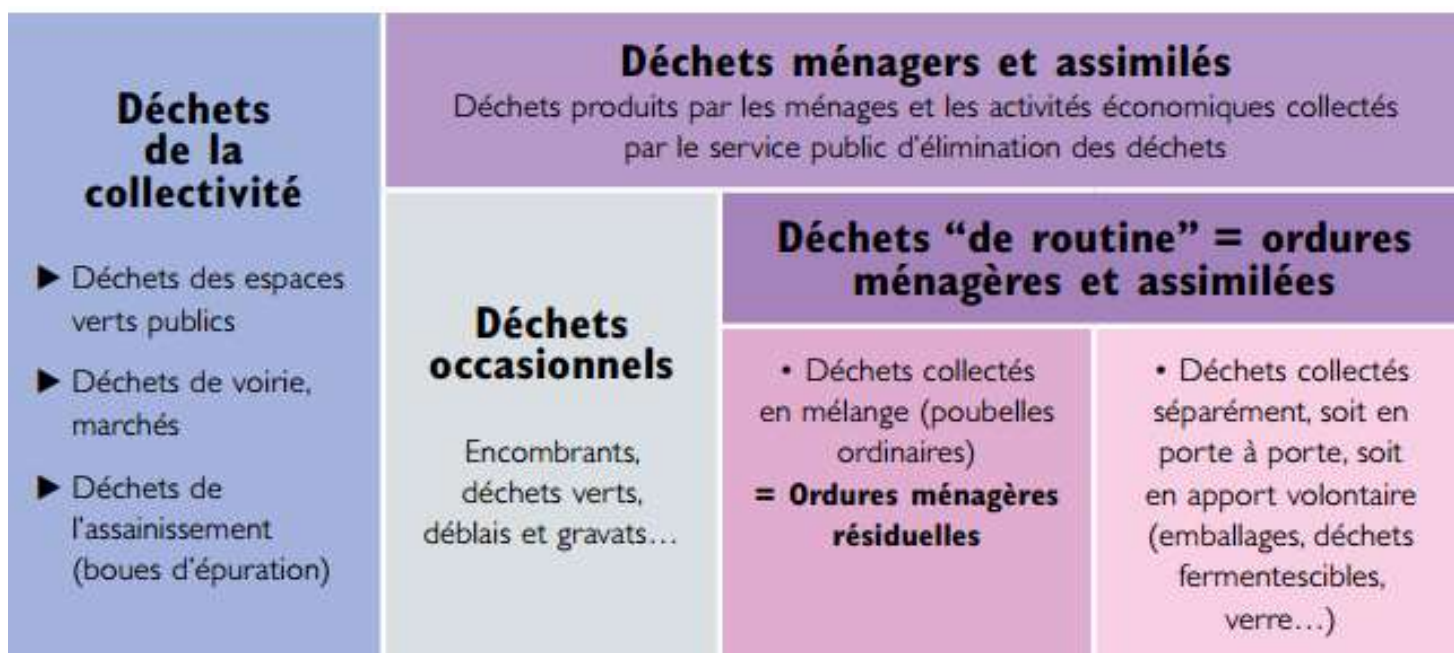 Déchets
de la
collectivité
▶ Déchets des espaces
verts publics
▶ Déchets de voirie,
marchés
▶ Déchets de
l'assainissement
(boues d'épuration)
Déchets ménagers et assimilés
Déchets produits par les ménages et les activités économiques collectés
par le service public d'élimination des déchets
Déchets
occasionnels
Encombrants,
déchets verts,
déblais et gravats…
Déchets “de routine” = ordures
ménagères et assimilées
• Déchets collectés
en mélange (poubelles
ordinaires)
= Ordures ménagères
résiduelles
• Déchets collectés
séparément, soit en
porte à porte, soit
en apport volontaire
(emballages, déchets
fermentescibles,
verre…)